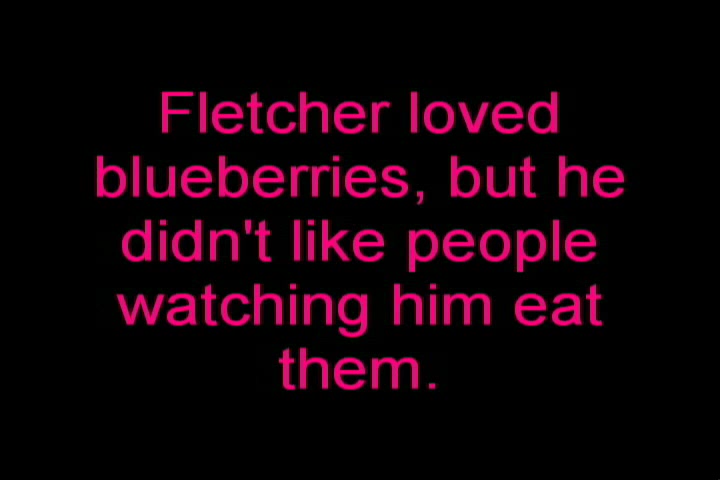 Fletcher loved
blueberries, but he
didn't like people
watching him eat
them.